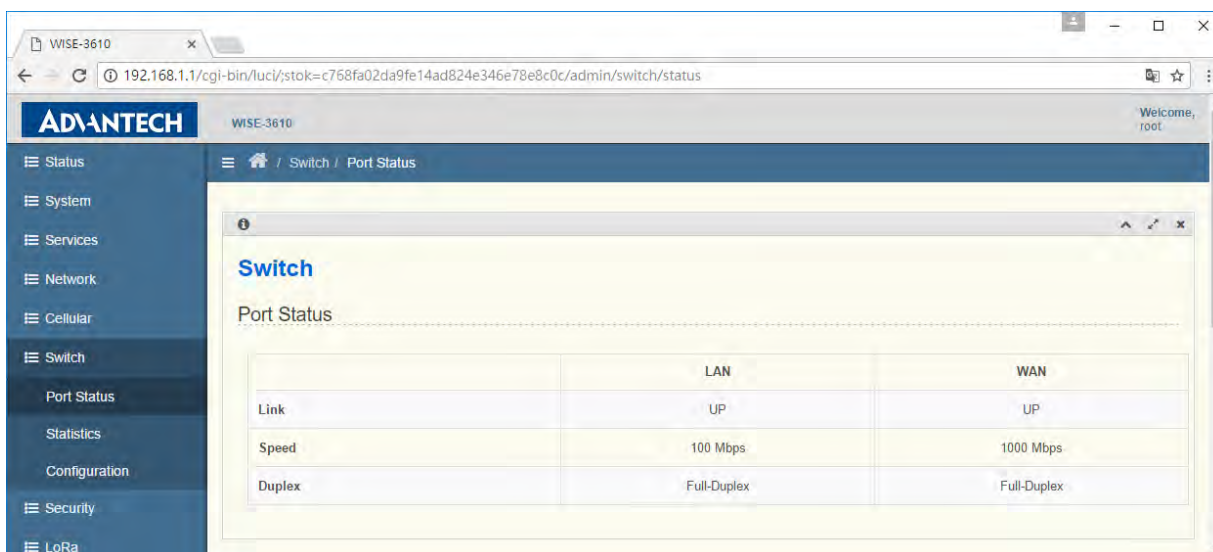 WISE-3610
192.168.1.1/cgi-bin/luci/;stok=c768fa02da9fe14ad824e346e78e8c0c/admin/switch/status
ADVANTECH
WISE-3610
Welcome,
root
Status
/ Switch / Port Status
System
Services
Network
Cellular
Switch
Port Status
Statistics
Configuration
Security
LoRa
Switch
Port Status
LAN WAN
Link UP UP
Speed 100 Mbps 1000 Mbps
Duplex Full-Duplex Full-Duplex